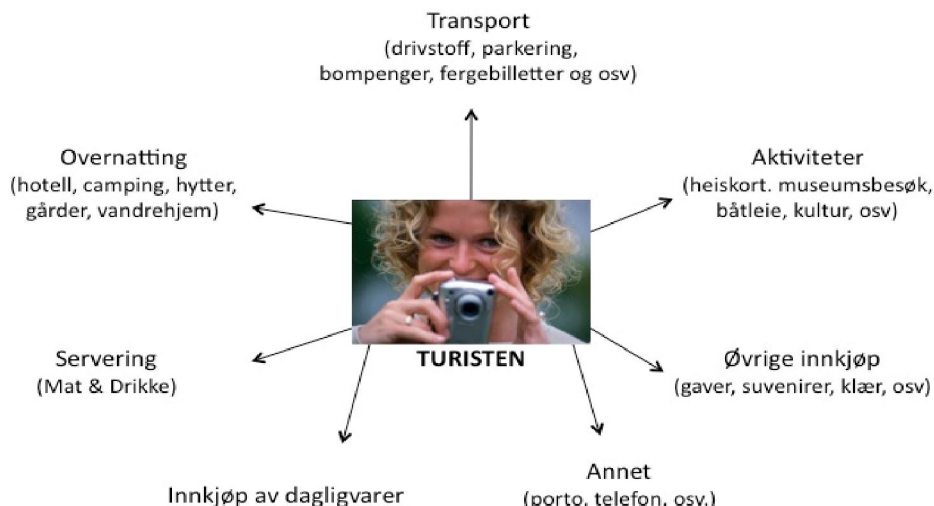 Transport
(drivstoff, parkering,
bompenger, fergebilletter og osv)
Overnatting
(hotell, camping, hytter,
gårder, vandrehjem)
Aktiviteter
(heiskort. museumsbesøk,
båtleie, kultur, osv)
TURISTEN
Servering
(Mat & Drikke)
Øvrige innkjøp
(gaver, suvenirer, klær, osv)
Innkjøp av dagligvarer
Annet
(porto, telefon, osv.)